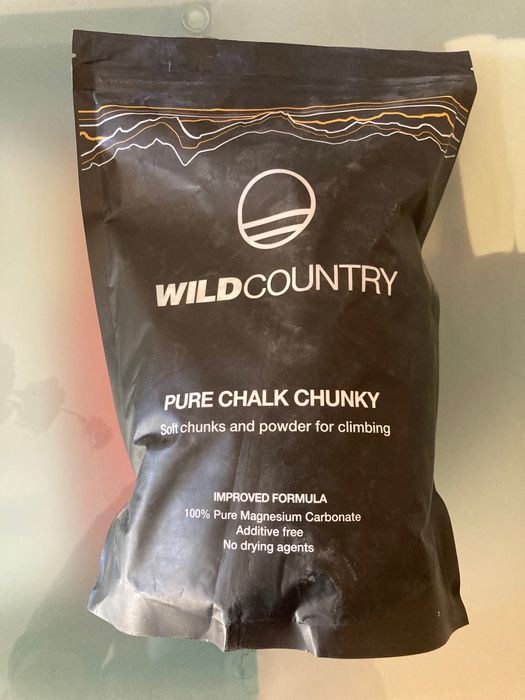 WILDCOUNTRY
PURE CHALK CHUNKY
Soft chunks and powder for climbing
IMPROVED FORMULA
100% Pure Magnesium Carbonate
Additive free
No drying agents